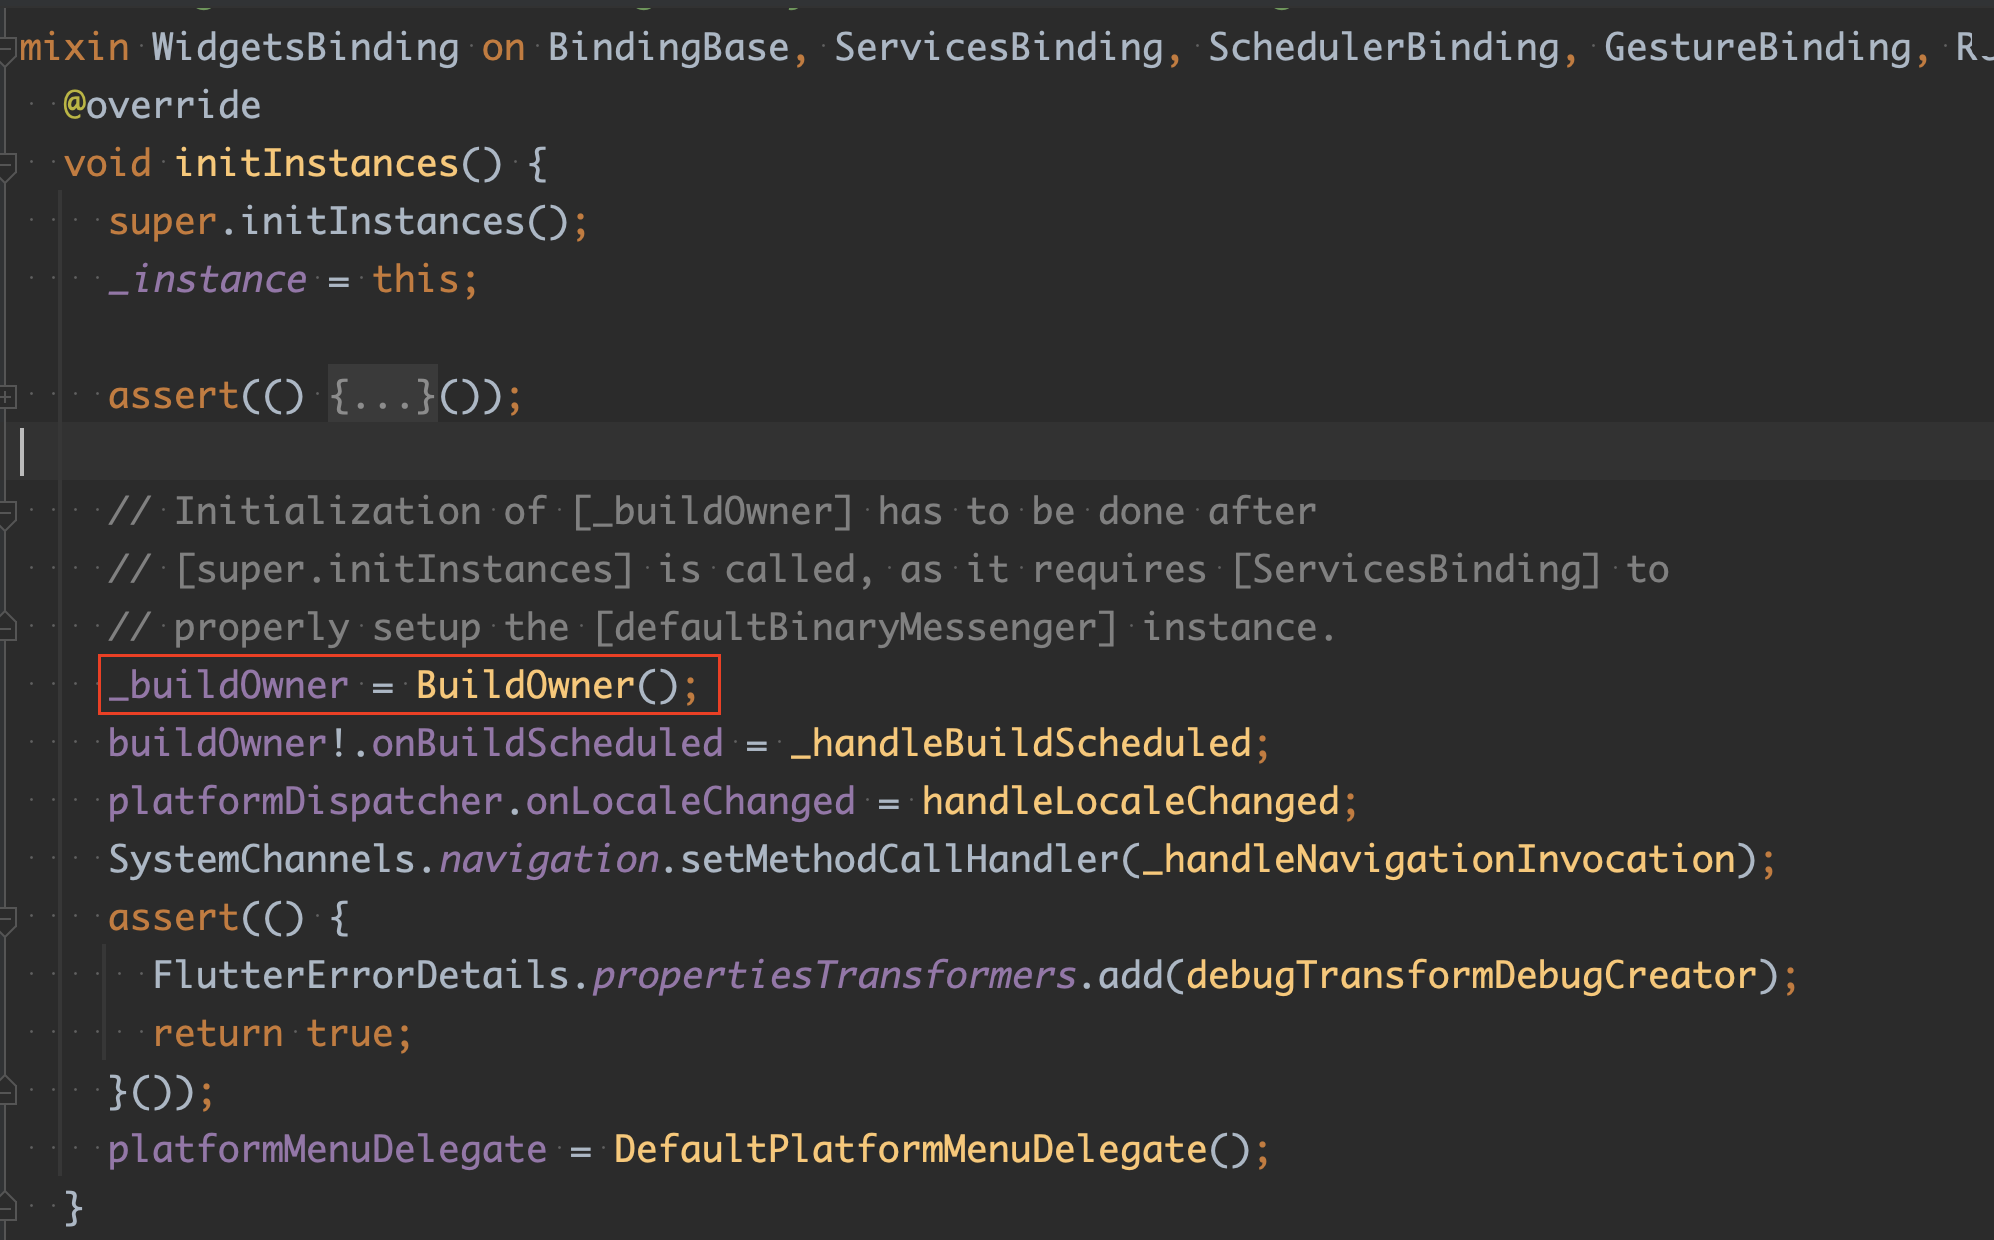 mixin WidgetsBinding on BindingBase, ServicesBinding, SchedulerBinding, GestureBinding,
@override
void initInstances() {
super.initInstances();
_instance = this;
assert(() {...}());
// Initialization of [_buildOwner] has to be done after
// [super.initInstances] is called, as it requires [ServicesBinding] to
// properly setup the [defaultBinaryMessenger] instance.
_buildOwner = BuildOwner();
buildOwner!.onBuildScheduled = _handleBuildScheduled;
platformDispatcher.onLocaleChanged = handleLocaleChanged;
SystemChannels.navigation.setMethodCallHandler(_handleNavigationInvocation);
assert(() {
FlutterErrorDetails.propertiesTransformers.add(debugTransformDebugCreator);
return true;
}());
platformMenuDelegate = DefaultPlatformMenuDelegate();
}